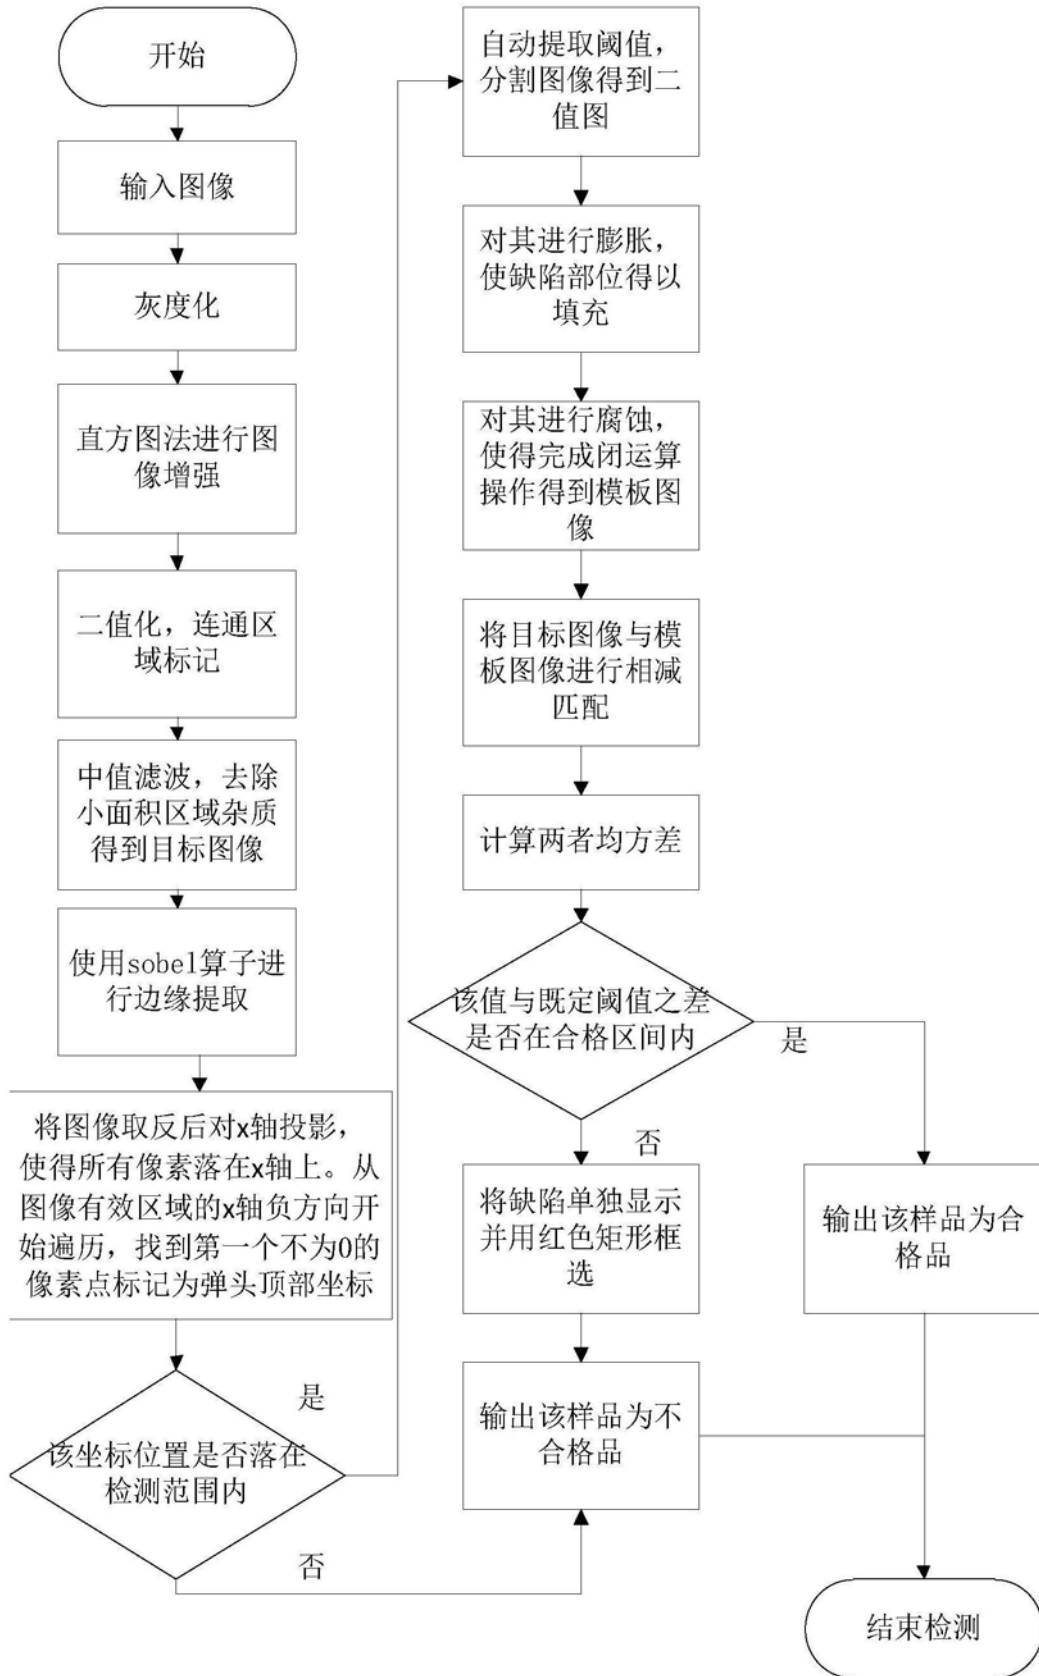 开始
输入图像
灰度化
直方图法进行图
像增强
二值化，连通区
域标记
中值滤波，去除
小面积区域杂质
得到目标图像
使用sobel算子进
行边缘提取
将图像取反后对x轴投影，
使得所有像素落在x轴上。从
图像有效区域的x轴负方向开
始遍历，找到第一个不为0的
像素点标记为弹头顶部坐标
是
该坐标位置是否落在
检测范围内
否
自动提取阈值，
分割图像得到二
值图
对其进行膨胀，
使缺陷部位得以
填充
对其进行腐蚀，
使得完成闭运算
操作得到模板图
像
将目标图像与模
板图像进行相减
匹配
计算两者均方差
该值与既定阈值之差
是否在合格区间内
是
否
将缺陷单独显示
并用红色矩形框
选
输出该样品为合
格品
输出该样品为不
合格品
结束检测